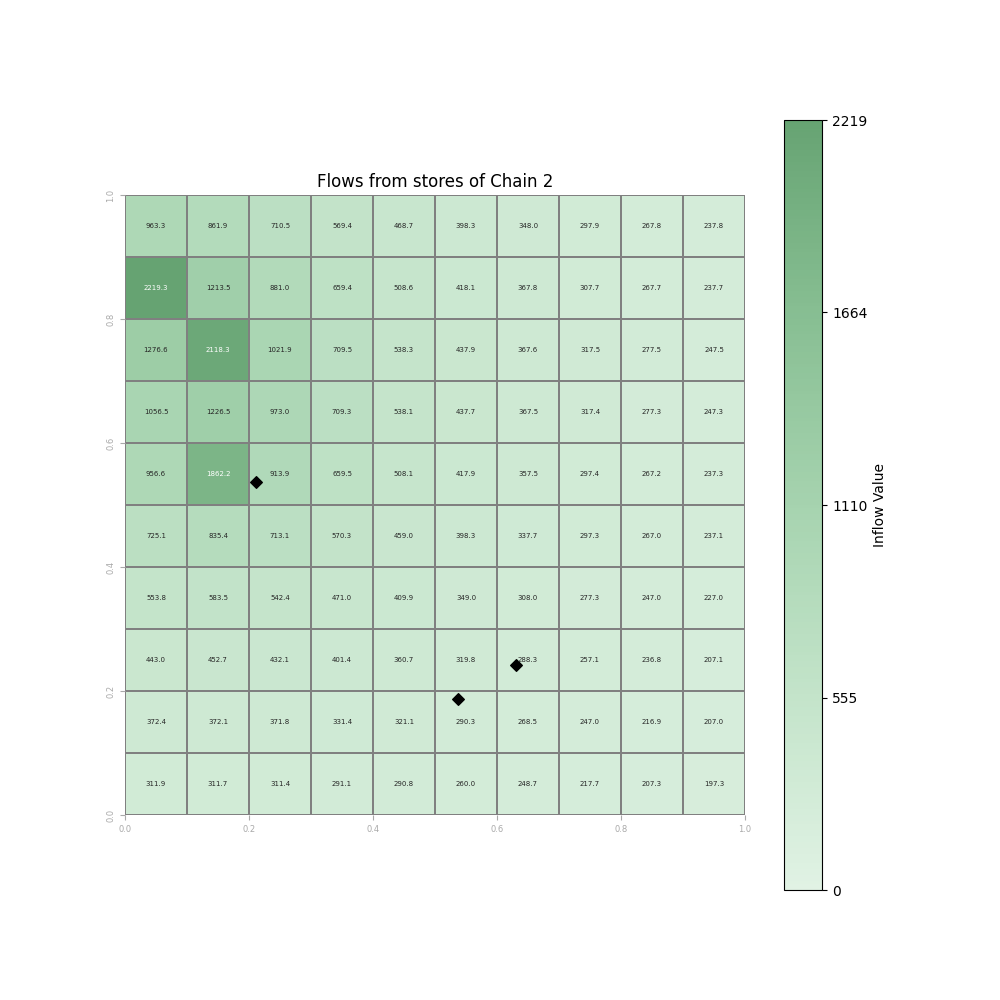 Flows from stores of Chain 2
1.0
963.3 861.9 710.5 569.4 468.7 398.3 348.0 297.9 267.8 237.8
2219.3 1213.5 881.0 659.4 508.6 418.1 367.8 307.7 267.7 237.7
0.8
1276.6 2118.3 1021.9 709.5 538.3 437.9 367.6 317.5 277.5 247.5
1056.5 1226.5 973.0 709.3 538.1 437.7 367.5 317.4 277.3 247.3
0.6
956.6 1862.2 913.9 659.5 508.1 417.9 357.5 297.4 267.2 237.3
725.1 835.4 713.1 570.3 459.0 398.3 337.7 297.3 267.0 237.1
0.4
553.8 583.5 542.4 471.0 409.9 349.0 308.0 277.3 247.0 227.0
443.0 452.7 432.1 401.4 360.7 319.8 288.3 257.1 236.8 207.1
0.2
372.4 372.1 371.8 331.4 321.1 290.3 268.5 247.0 216.9 207.0
311.9 311.7 311.4 291.1 290.8 260.0 248.7 217.7 207.3 197.3
0.0
0.0 0.2 0.4 0.6 0.8 1.0
2219
1664
1110
555
0
Inflow Value